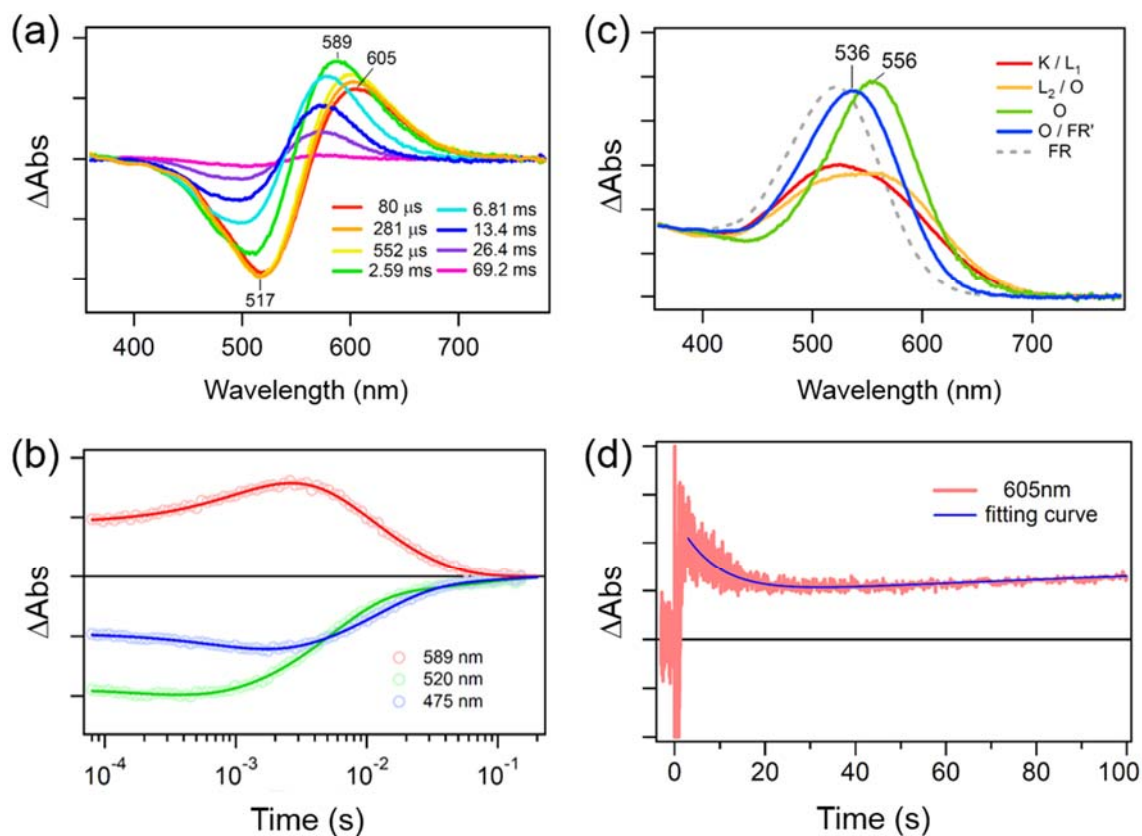 (a)
589
605
517
80 μs
281 μs
552 μs
2.59 ms
6.81 ms
13.4 ms
26.4 ms
69.2 ms
ΔAbs
400 500 600 700
Wavelength (nm)
(c)
536
556
K / L₁
L₂ / O
O
O / FR'
FR
ΔAbs
400 500 600 700
Wavelength (nm)
(b)
589 nm
520 nm
475 nm
ΔAbs
10⁻⁴ 10⁻³ 10⁻² 10⁻¹
Time (s)
(d)
605nm
fitting curve
ΔAbs
0 20 40 60 80 100
Time (s)